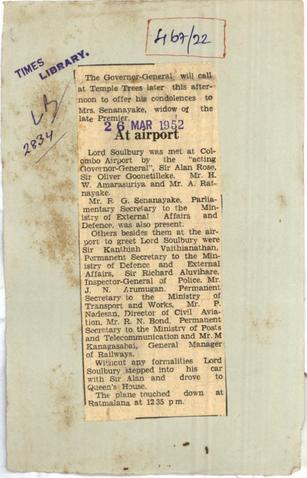 467/22
TIMES
LIBRARY.
2834
The Governor-General will call
at Temple Trees later this after-
noon to offer his condolences to
Mrs. Senanayake, widow of the
late Premier.
26 MAR 1952
At airport
Lord Soulbury was met at Col-
ombo Airport by the "acting
Governor-General", Sir Alan Rose,
Sir Oliver Goonetilleke, Mr. H.
W. Amarasuriya and Mr. A. Rat-
nayake.
Mr. R. G. Senanayake, Parlia-
mentary Secretary to the Min-
istry of External Affairs and
Defence, was also present.
Others besides them at the air-
port to greet Lord Soulbury were
Sir Kanthiah Vaithianathan,
Permanent Secretary to the Min-
istry of Defence and External
Affairs, Sir Richard Aluvihare,
Inspector-General of Police, Mr.
J. N. Arumugan, Permanent
Secretary to the Ministry of
Transport and Works, Mr. P.
Nadesan, Director of Civil Avia-
tion, Mr. R. N. Bond, Permanent
Secretary to the Ministry of Posts
and Telecommunication and Mr. M
Kanagasabai, General Manager
of Railways.
Without any formalities Lord
Soulbury stepped into his car
with Sir Alan and drove to
Queen's House.
The plane touched down at
Ratmalana at 12.35 p.m.